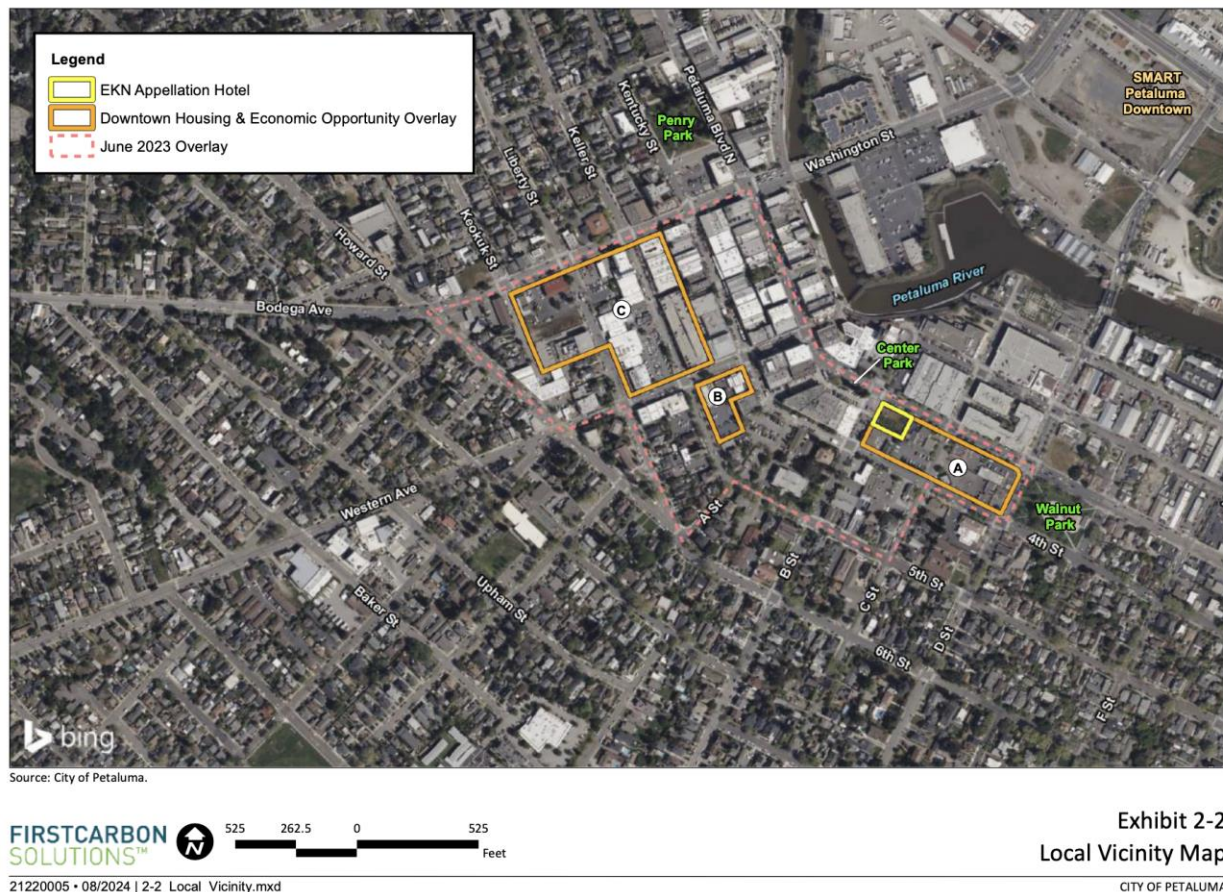 Legend
EKN Appellation Hotel
Downtown Housing & Economic Opportunity Overlay
June 2023 Overlay
SMART
Petaluma
Downtown
Penry
Park
Petaluma Blvd N
Kentucky St
Keller St
Liberty St
Keokuk St
Howard St
Washington St
Bodega Ave
Petaluma River
C
Center
Park
B
A
Walnut
Park
4th St
Western Ave
A St
B St
5th St
C St
D St
Upham St
Baker St
6th St
F St
bing
Source: City of Petaluma.
FIRSTCARBON
SOLUTIONS™
N
525 262.5 0 525
Feet
Exhibit 2-2
Local Vicinity Map
21220005 • 08/2024 | 2-2_Local_Vicinity.mxd
CITY OF PETALUMA